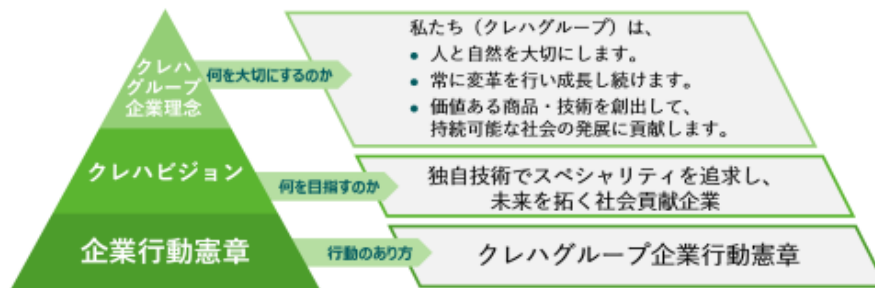 クレハ
グループ
企業理念
何を大切にするのか
私たち（クレハグループ）は、
• 人と自然を大切にします。
• 常に変革を行い成長し続けます。
• 価値ある商品・技術を創出して、
持続可能な社会の発展に貢献します。
クレハビジョン
何を目指すのか
独自技術でスペシャリティを追求し、
未来を拓く社会貢献企業
企業行動憲章
行動のあり方
クレハグループ企業行動憲章